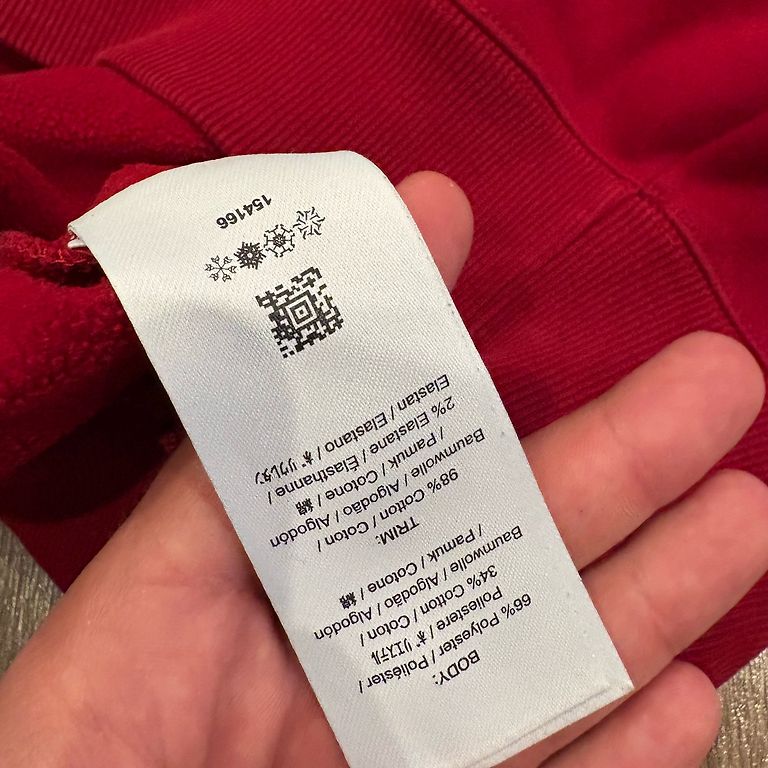 BODY:
66% Polyester / Poliéster /
Poliestere / ポリエステル
34% Cotton / Coton /
Baumwolle / Algodão / Algodón
/ Pamuk / Cotone / 綿
TRIM:
98% Cotton / Coton /
Baumwolle / Algodão / Algodón
/ Pamuk / Cotone / 綿
2% Elastane / Élasthanne /
Elastan / Elastano / ポリウレタン
154166